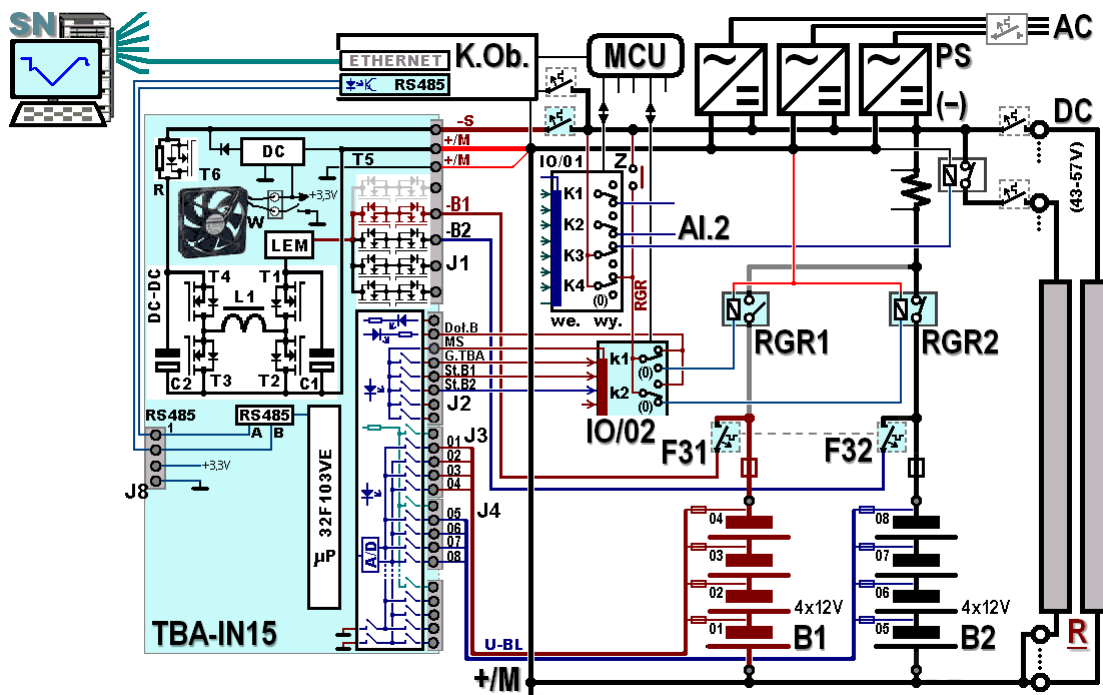 SN
ETHERNET
RS485
K.Ob.
MCU
AC
PS
(–)
DC
(43-57V)
-S
+/M
+/M
T5
DC
T6
R
+3,3V
W
LEM
-B1
-B2
J1
DC-DC
T4
T1
L1
C2
T3
T2
C1
IO/01
K1
K2
K3
K4
(0)
we.
wy.
Z
RGR
AI.2
RGR1
RGR2
Dot.B
MS
G.TBA
St.B1
St.B2
J2
k1
(0)
k2
(0)
IO/02
F31
F32
RS485
1
RS485
A
B
+3,3V
J8
32F103VE
µP
J3
01
02
03
04
J4
05
06
07
08
A/D
TBA-IN15
U-BL
+/M
04
03
02
01
4x12V
B1
08
07
06
05
4x12V
B2
R